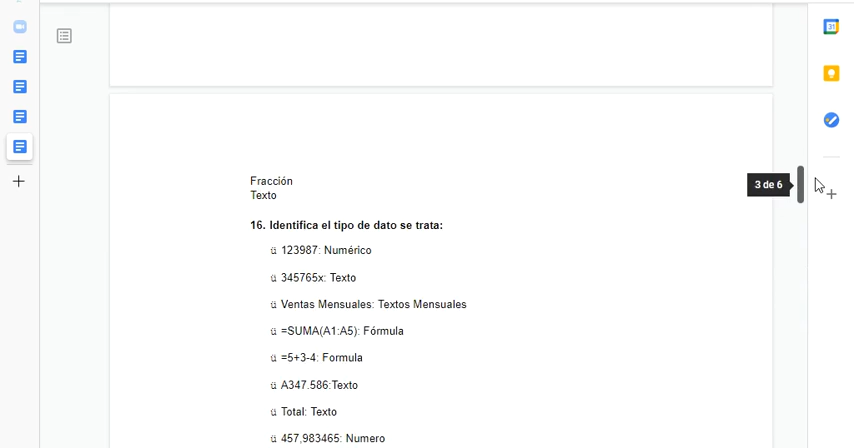 31
Fracción
Texto
3 de 6
16. Identifica el tipo de dato se trata:
ü 123987: Numérico
ü 345765x: Texto
ü Ventas Mensuales: Textos Mensuales
ü =SUMA(A1:A5): Fórmula
ü =5+3-4: Formula
ü A347.586:Texto
ü Total: Texto
ü 457,983465: Numero